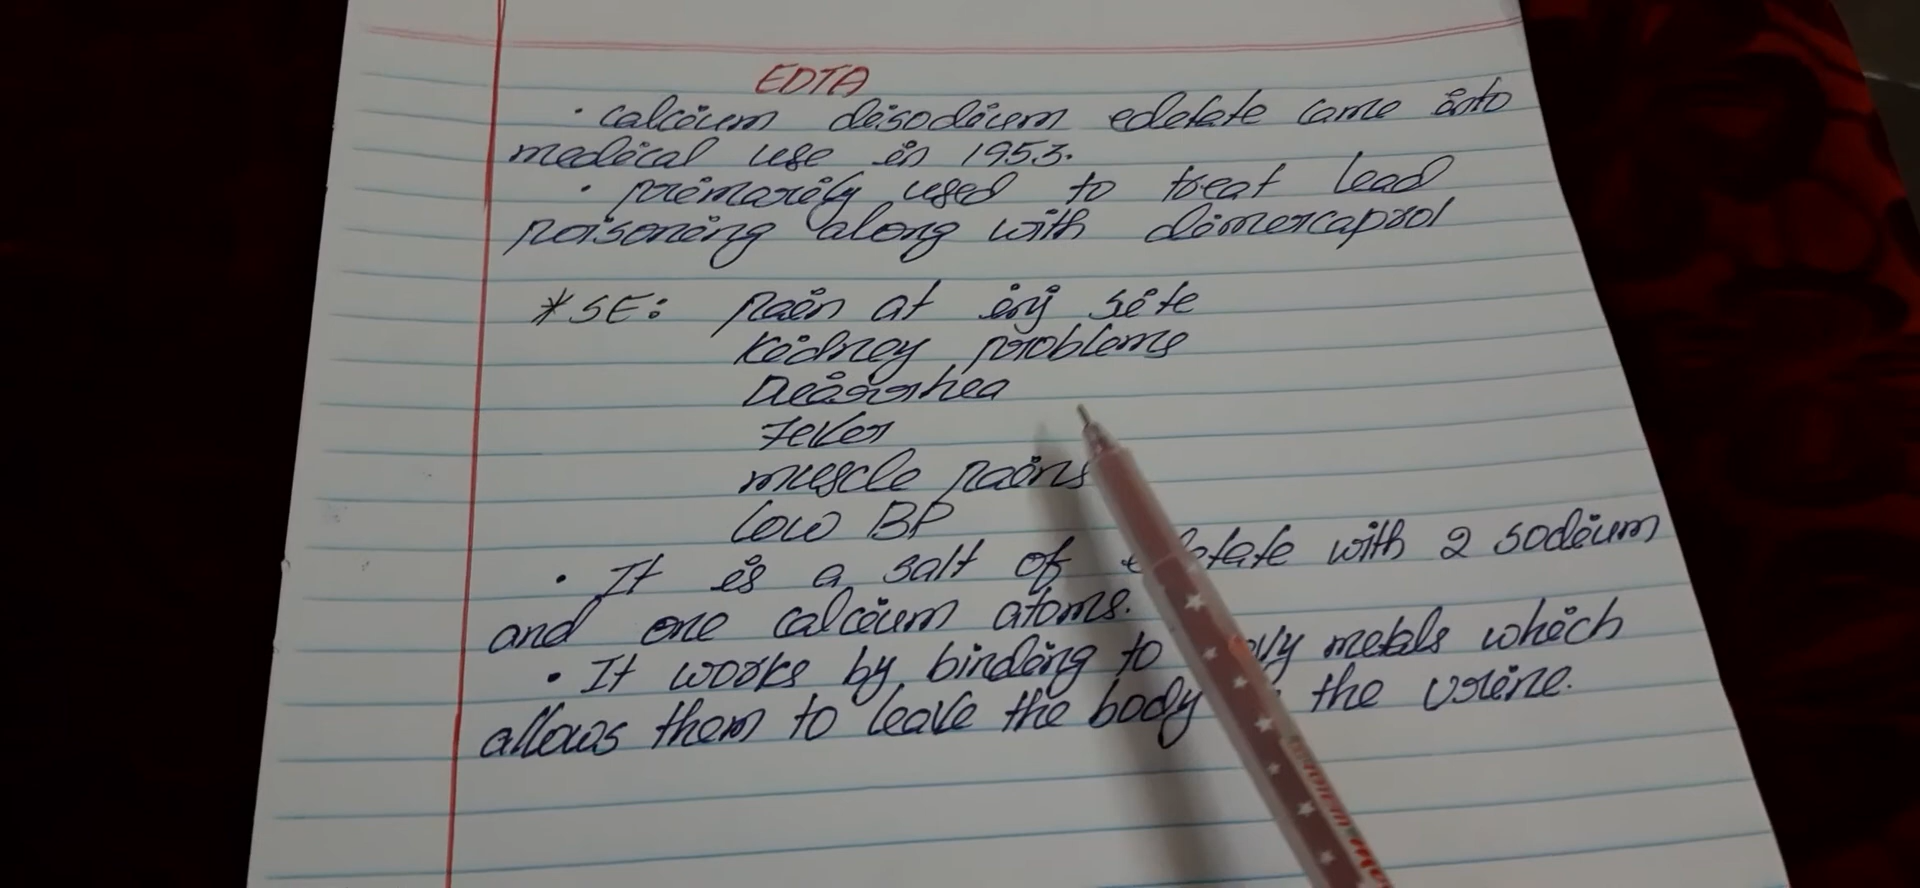 EDTA
• calcium disodium edetate came into
medical use in 1953.
• primarily used to treat lead
poisoning along with dimercaprol
* SE: pain at inj site
Kidney problems
Diarrhea
Fever
muscle pains
Low BP
• It is a salt of with 2 sodium
and one calcium atoms.
• It works by binding to metals which
allows them to leave the body the urine.